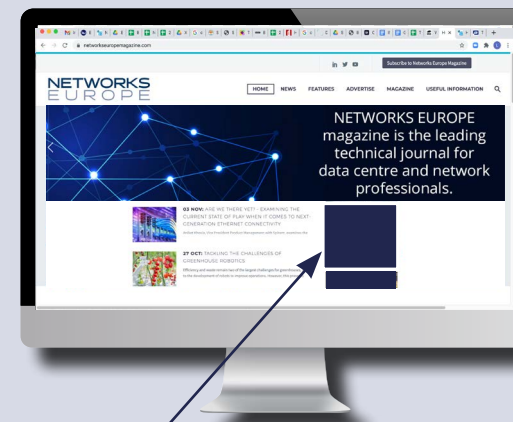 networkseuropemagazine.com
Subscribe to Networks Europe Magazine
NETWORKS
EUROPE
HOME NEWS FEATURES ADVERTISE MAGAZINE USEFUL INFORMATION
NETWORKS EUROPE
magazine is the leading
technical journal for
data centre and network
professionals.
03 NOV: ARE WE THERE YET? - EXAMINING THE
CURRENT STATE OF PLAY WHEN IT COMES TO NEXT-
GENERATION ETHERNET CONNECTIVITY
27 OCT: TACKLING THE CHALLENGES OF
GREENHOUSE ROBOTICS